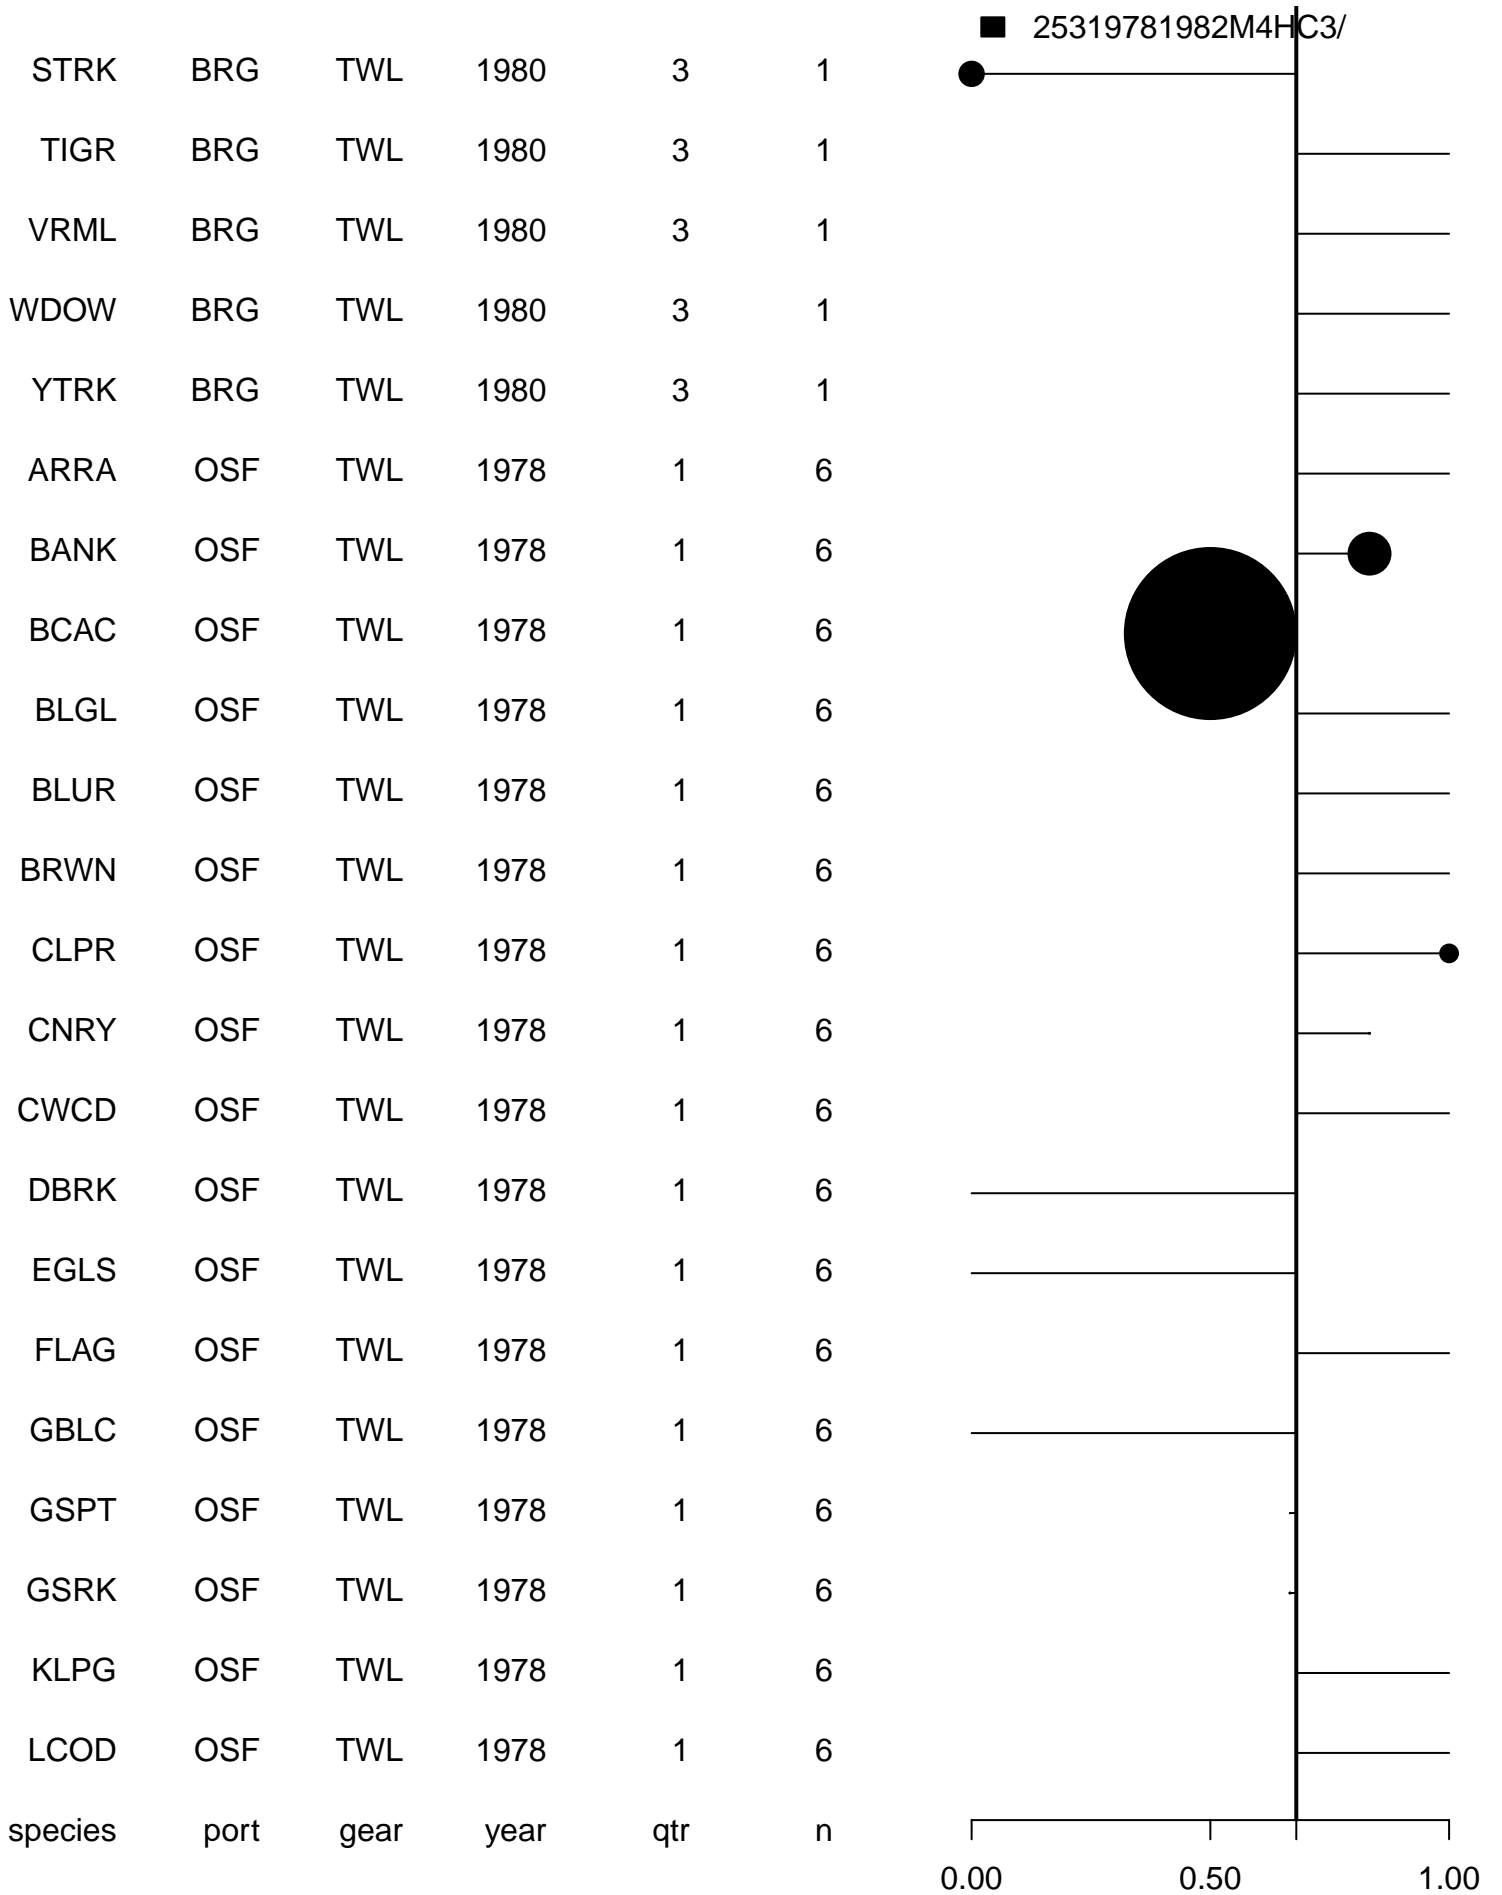 25319781982M4HC3/
STRK BRG TWL 1980 3 1
TIGR BRG TWL 1980 3 1
VRML BRG TWL 1980 3 1
WDOW BRG TWL 1980 3 1
YTRK BRG TWL 1980 3 1
ARRA OSF TWL 1978 1 6
BANK OSF TWL 1978 1 6
BCAC OSF TWL 1978 1 6
BLGL OSF TWL 1978 1 6
BLUR OSF TWL 1978 1 6
BRWN OSF TWL 1978 1 6
CLPR OSF TWL 1978 1 6
CNRY OSF TWL 1978 1 6
CWCD OSF TWL 1978 1 6
DBRK OSF TWL 1978 1 6
EGLS OSF TWL 1978 1 6
FLAG OSF TWL 1978 1 6
GBLC OSF TWL 1978 1 6
GSPT OSF TWL 1978 1 6
GSRK OSF TWL 1978 1 6
KLPG OSF TWL 1978 1 6
LCOD OSF TWL 1978 1 6
species port gear year qtr n
0.00 0.50 1.00